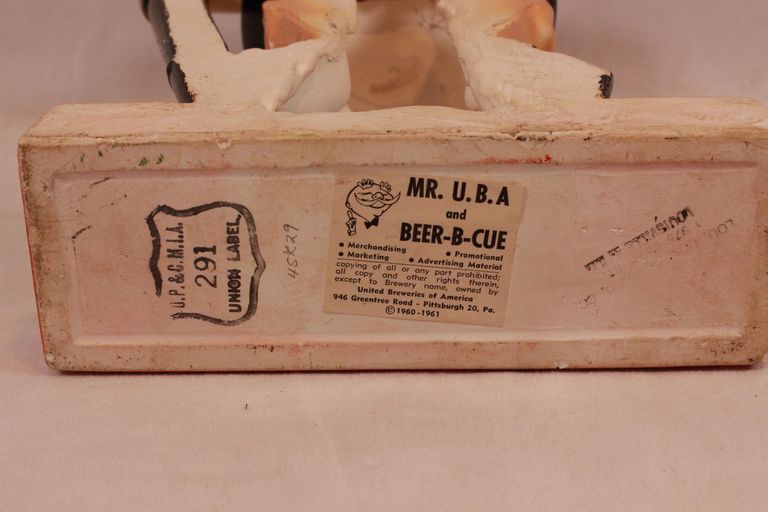 O.P. & C.M.I.A.
291
UNION LABEL
45K29
MR. U.B.A
and
BEER-B-CUE
• Merchandising • Promotional
• Marketing • Advertising Material
copying of all or any part prohibited;
all copy and other rights therein,
except to Brewery name, owned by
United Breweries of America
946 Greentree Road - Pittsburgh 20, Pa.
©1960-1961